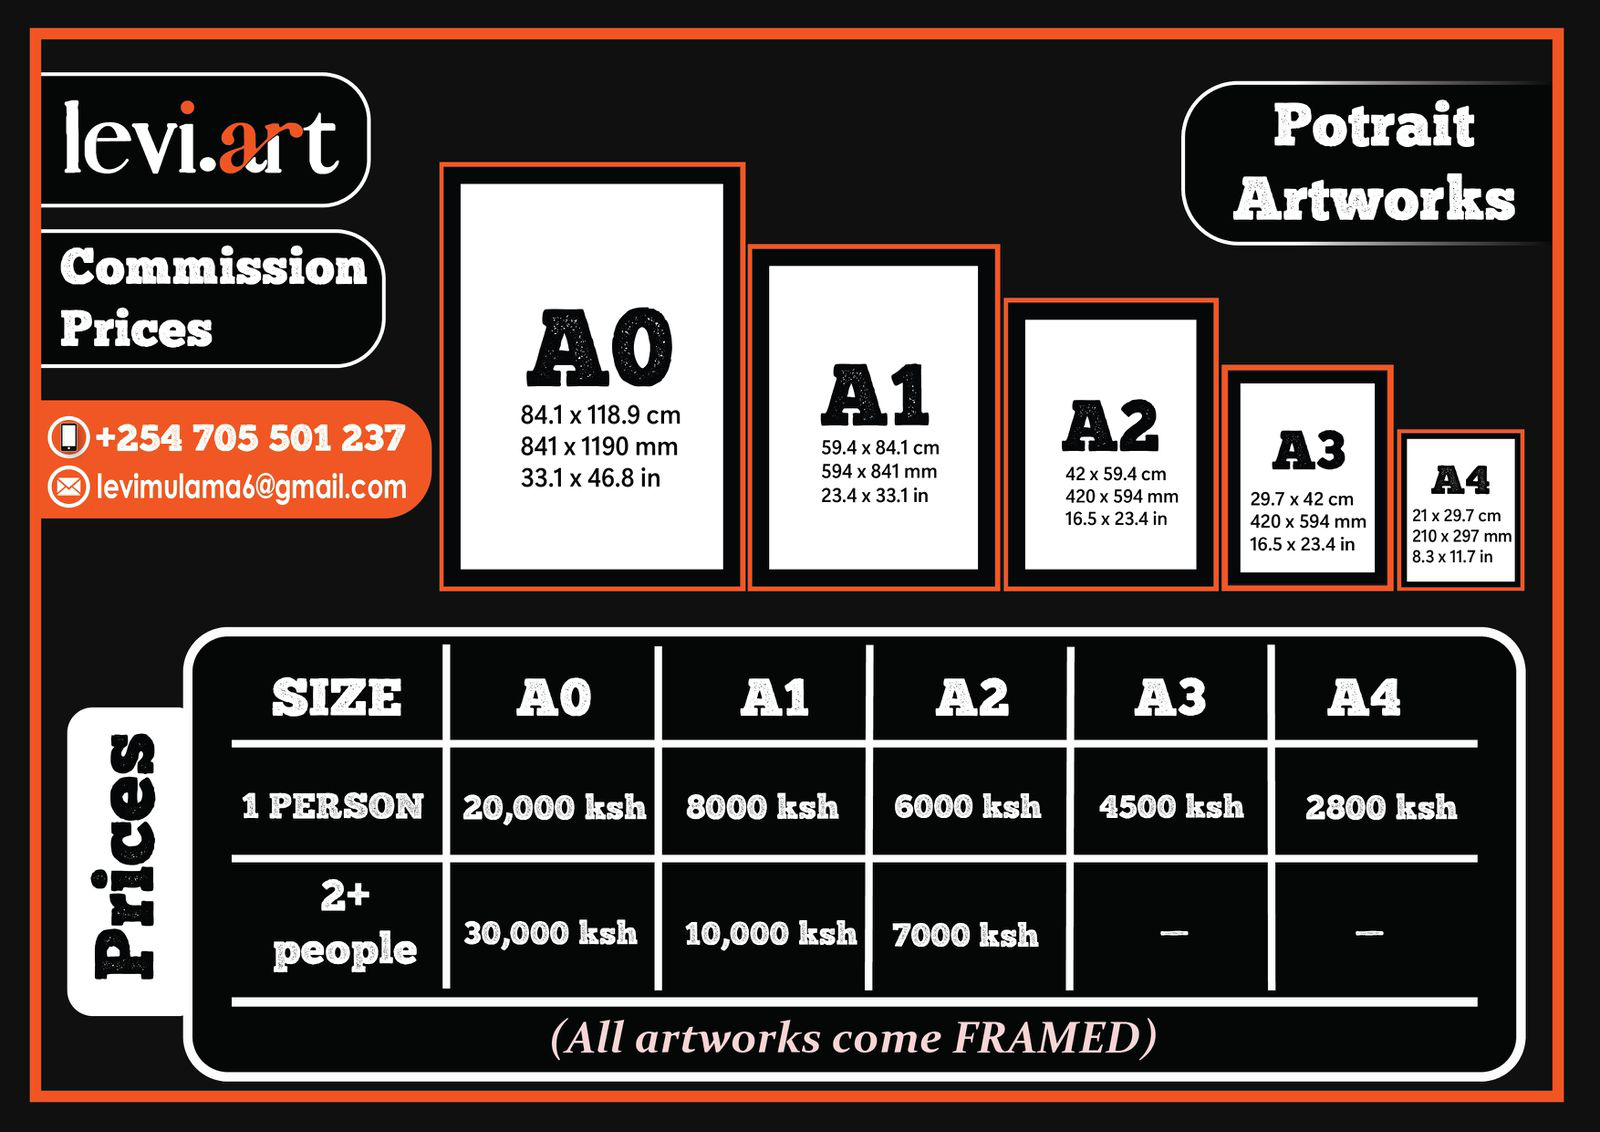 levi.art
Commission
Prices
+254 705 501 237
levimulama6@gmail.com
Potrait
Artworks
A0
84.1 x 118.9 cm
841 x 1190 mm
33.1 x 46.8 in
A1
59.4 x 84.1 cm
594 x 841 mm
23.4 x 33.1 in
A2
42 x 59.4 cm
420 x 594 mm
16.5 x 23.4 in
A3
29.7 x 42 cm
420 x 594 mm
16.5 x 23.4 in
A4
21 x 29.7 cm
210 x 297 mm
8.3 x 11.7 in
Prices
SIZE A0 A1 A2 A3 A4
1 PERSON 20,000 ksh 8000 ksh 6000 ksh 4500 ksh 2800 ksh
2+
people 30,000 ksh 10,000 ksh 7000 ksh — —
(All artworks come FRAMED)